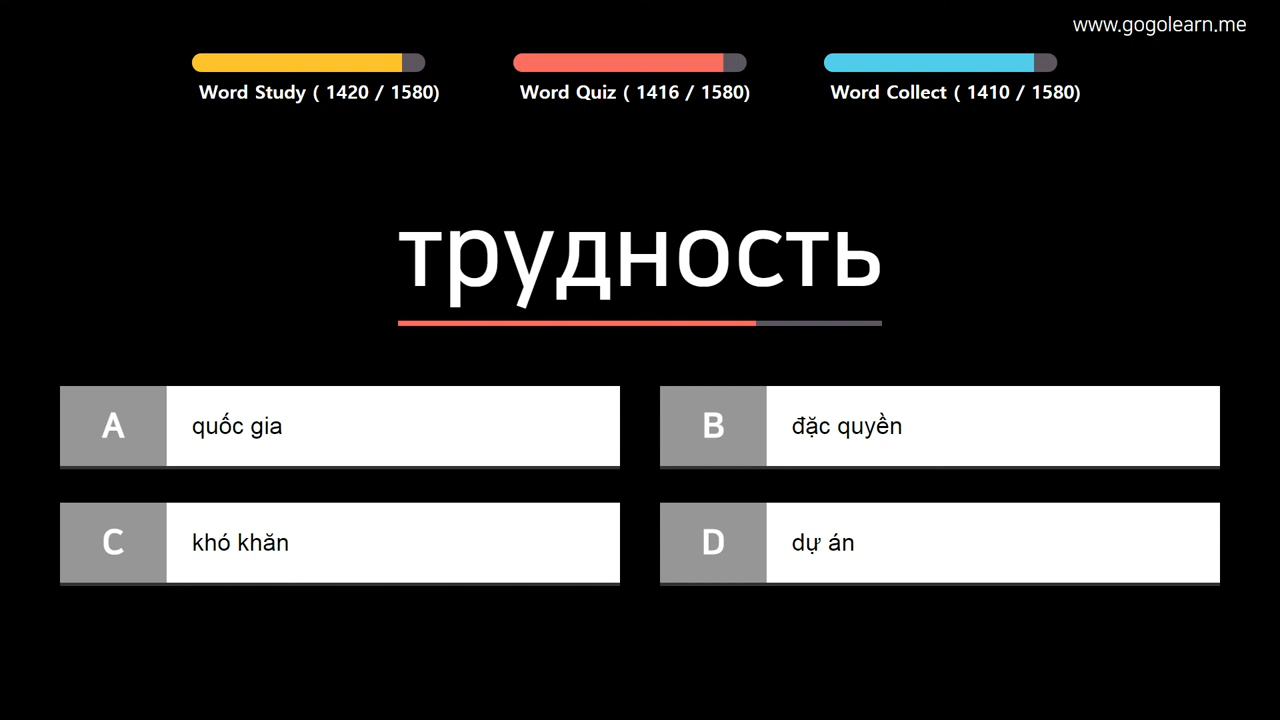 www.gogolearn.me
Word Study ( 1420 / 1580)
Word Quiz ( 1416 / 1580)
Word Collect ( 1410 / 1580)
трудность
A quốc gia
B đặc quyền
C khó khăn
D dự án